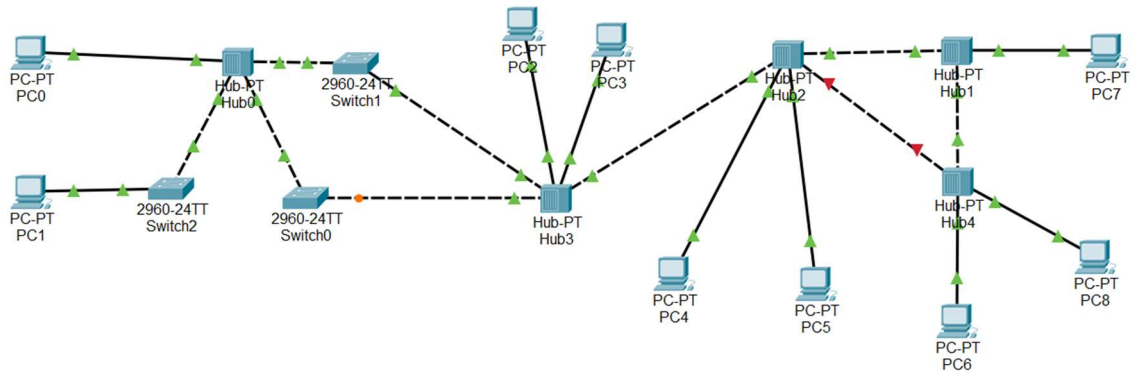 PC-PT
PC0
Hub-PT
Hub0
2960-24TT
Switch1
PC-PT
PC2
PC-PT
PC3
Hub-PT
Hub2
Hub-PT
Hub1
PC-PT
PC7
PC-PT
PC1
2960-24TT
Switch2
2960-24TT
Switch0
Hub-PT
Hub3
Hub-PT
Hub4
PC-PT
PC4
PC-PT
PC5
PC-PT
PC8
PC-PT
PC6